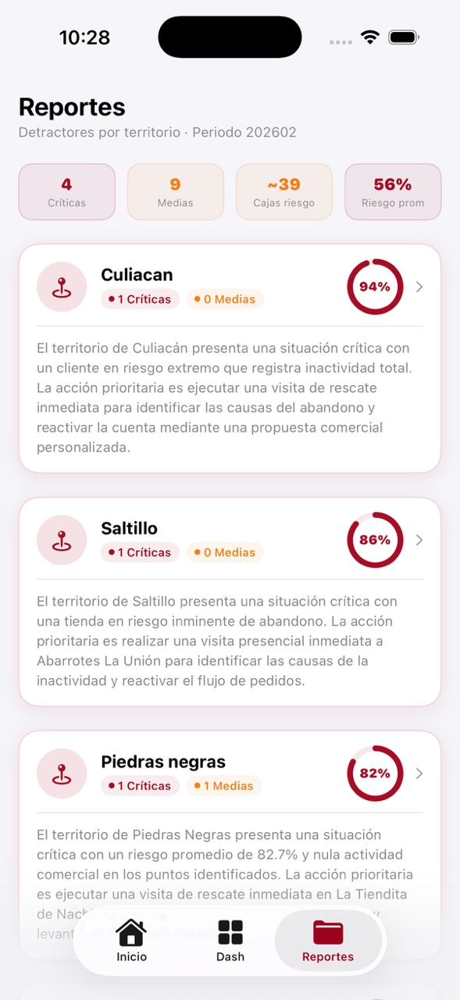 10:28
Reportes
Detractores por territorio · Periodo 202602
4
Críticas
9
Medias
~39
Cajas riesgo
56%
Riesgo prom
Culiacan
1 Críticas
0 Medias
94%
El territorio de Culiacán presenta una situación crítica con
un cliente en riesgo extremo que registra inactividad total.
La acción prioritaria es ejecutar una visita de rescate
inmediata para identificar las causas del abandono y
reactivar la cuenta mediante una propuesta comercial
personalizada.
Saltillo
1 Críticas
0 Medias
86%
El territorio de Saltillo presenta una situación crítica con
una tienda en riesgo inminente de abandono. La acción
prioritaria es realizar una visita presencial inmediata a
Abarrotes La Unión para identificar las causas de la
inactividad y reactivar el flujo de pedidos.
Piedras negras
1 Críticas
1 Medias
82%
El territorio de Piedras Negras presenta una situación
crítica con un riesgo promedio de 82.7% y nula actividad
comercial en los puntos identificados. La acción prioritaria
es ejecutar una visita de rescate inmediata en La Tiendita
de y
Inicio
Dash
Reportes